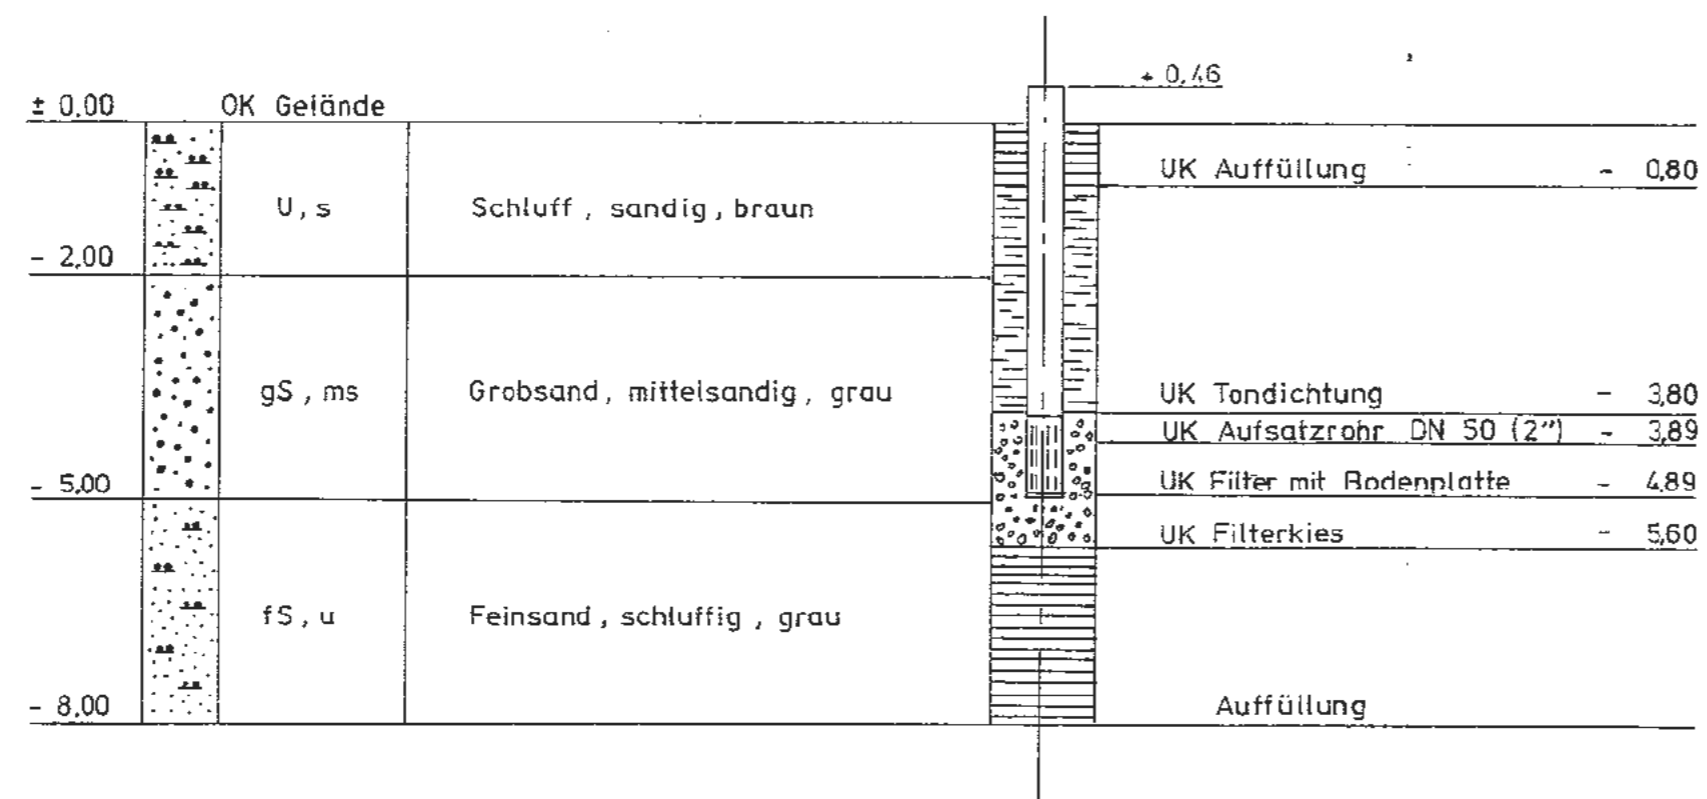 + 0,46
± 0,00 OK Gelände
UK Auffüllung - 0,80
U, s Schluff, sandig, braun
- 2,00
gS, ms Grobsand, mittelsandig, grau
UK Tondichtung - 3,80
UK Aufsatzrohr DN 50 (2") - 3,89
- 5,00
UK Filter mit Bodenplatte - 4,89
UK Filterkies - 5,60
fS, u Feinsand, schluffig, grau
- 8,00
Auffüllung